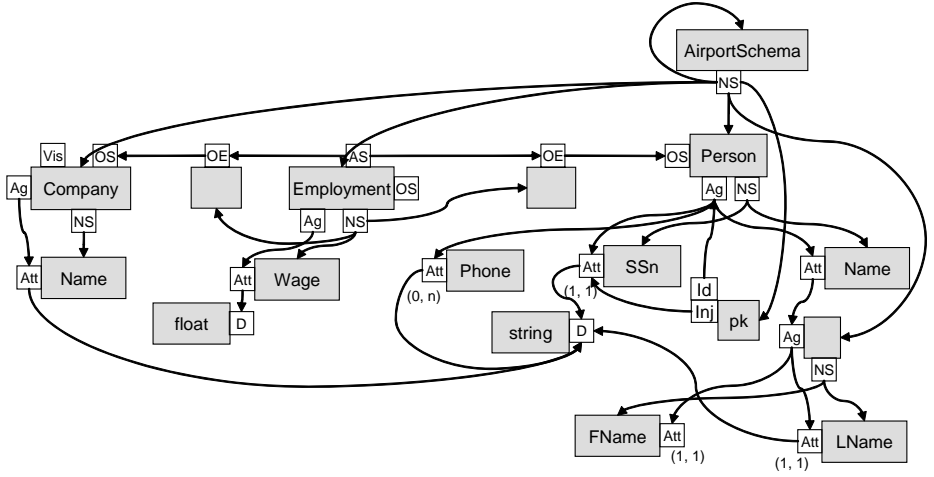 AirportSchema
NS
Vis
OS
OE
AS
OE
OS
Person
Ag
Company
Employment
OS
Ag
NS
NS
Ag
NS
Att
Name
Att
Wage
Att
Phone
(0, n)
Att
SSn
(1, 1)
Att
Name
float
D
string
D
Id
Inj
pk
Ag
NS
FName
Att
(1, 1)
Att
LName
(1, 1)